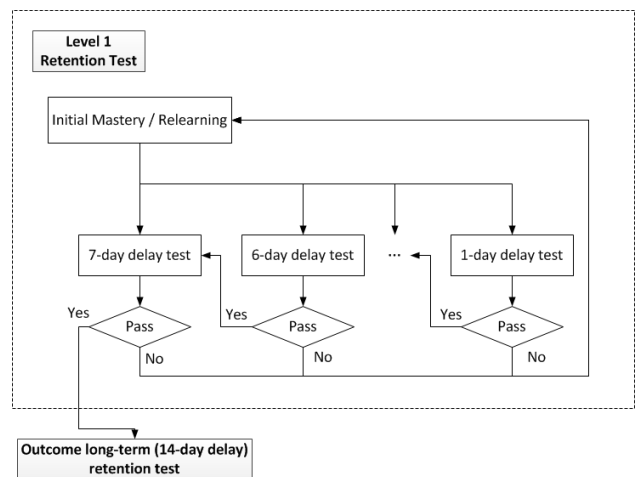 Level 1
Retention Test
Initial Mastery / Relearning
7-day delay test
6-day delay test
...
1-day delay test
Yes
Pass
No
Yes
Pass
No
Yes
Pass
No
Outcome long-term (14-day delay)
retention test